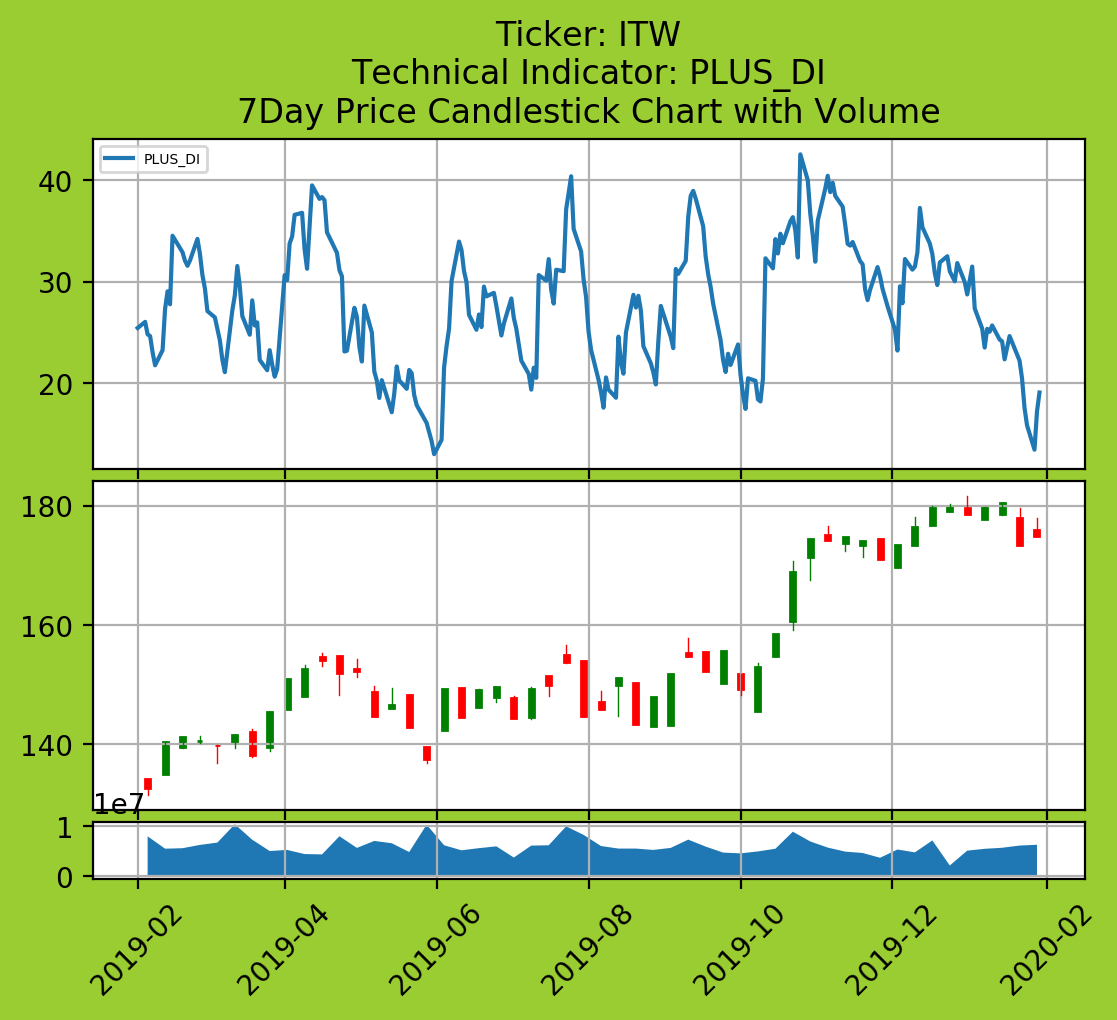 Ticker: ITW
Technical Indicator: PLUS_DI
7Day Price Candlestick Chart with Volume
PLUS_DI
40
30
20
180
160
140
1e7
1
0
2019-02 2019-04 2019-06 2019-08 2019-10 2019-12 2020-02